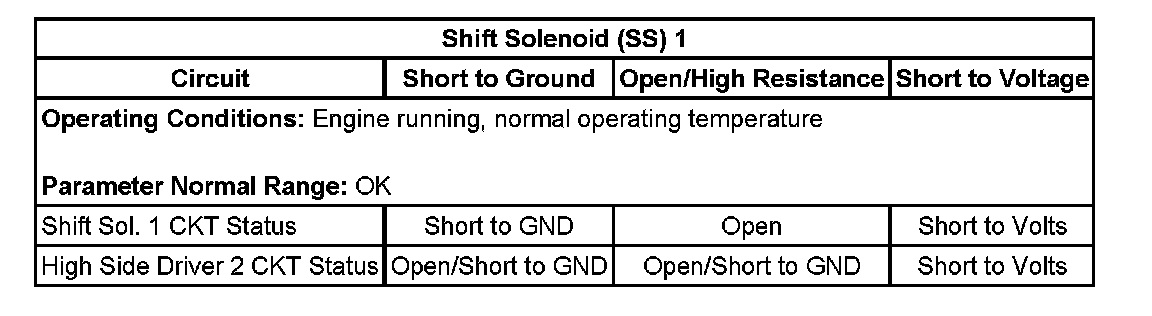 Shift Solenoid (SS) 1
Circuit Short to Ground Open/High Resistance Short to Voltage
Operating Conditions: Engine running, normal operating temperature
Parameter Normal Range: OK
Shift Sol. 1 CKT Status Short to GND Open Short to Volts
High Side Driver 2 CKT Status Open/Short to GND Open/Short to GND Short to Volts